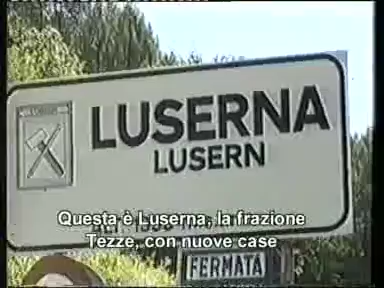 LUSERNA
LUSERN
Questa è Luserna, la frazione
Tezze, con nuove case
FERMATA